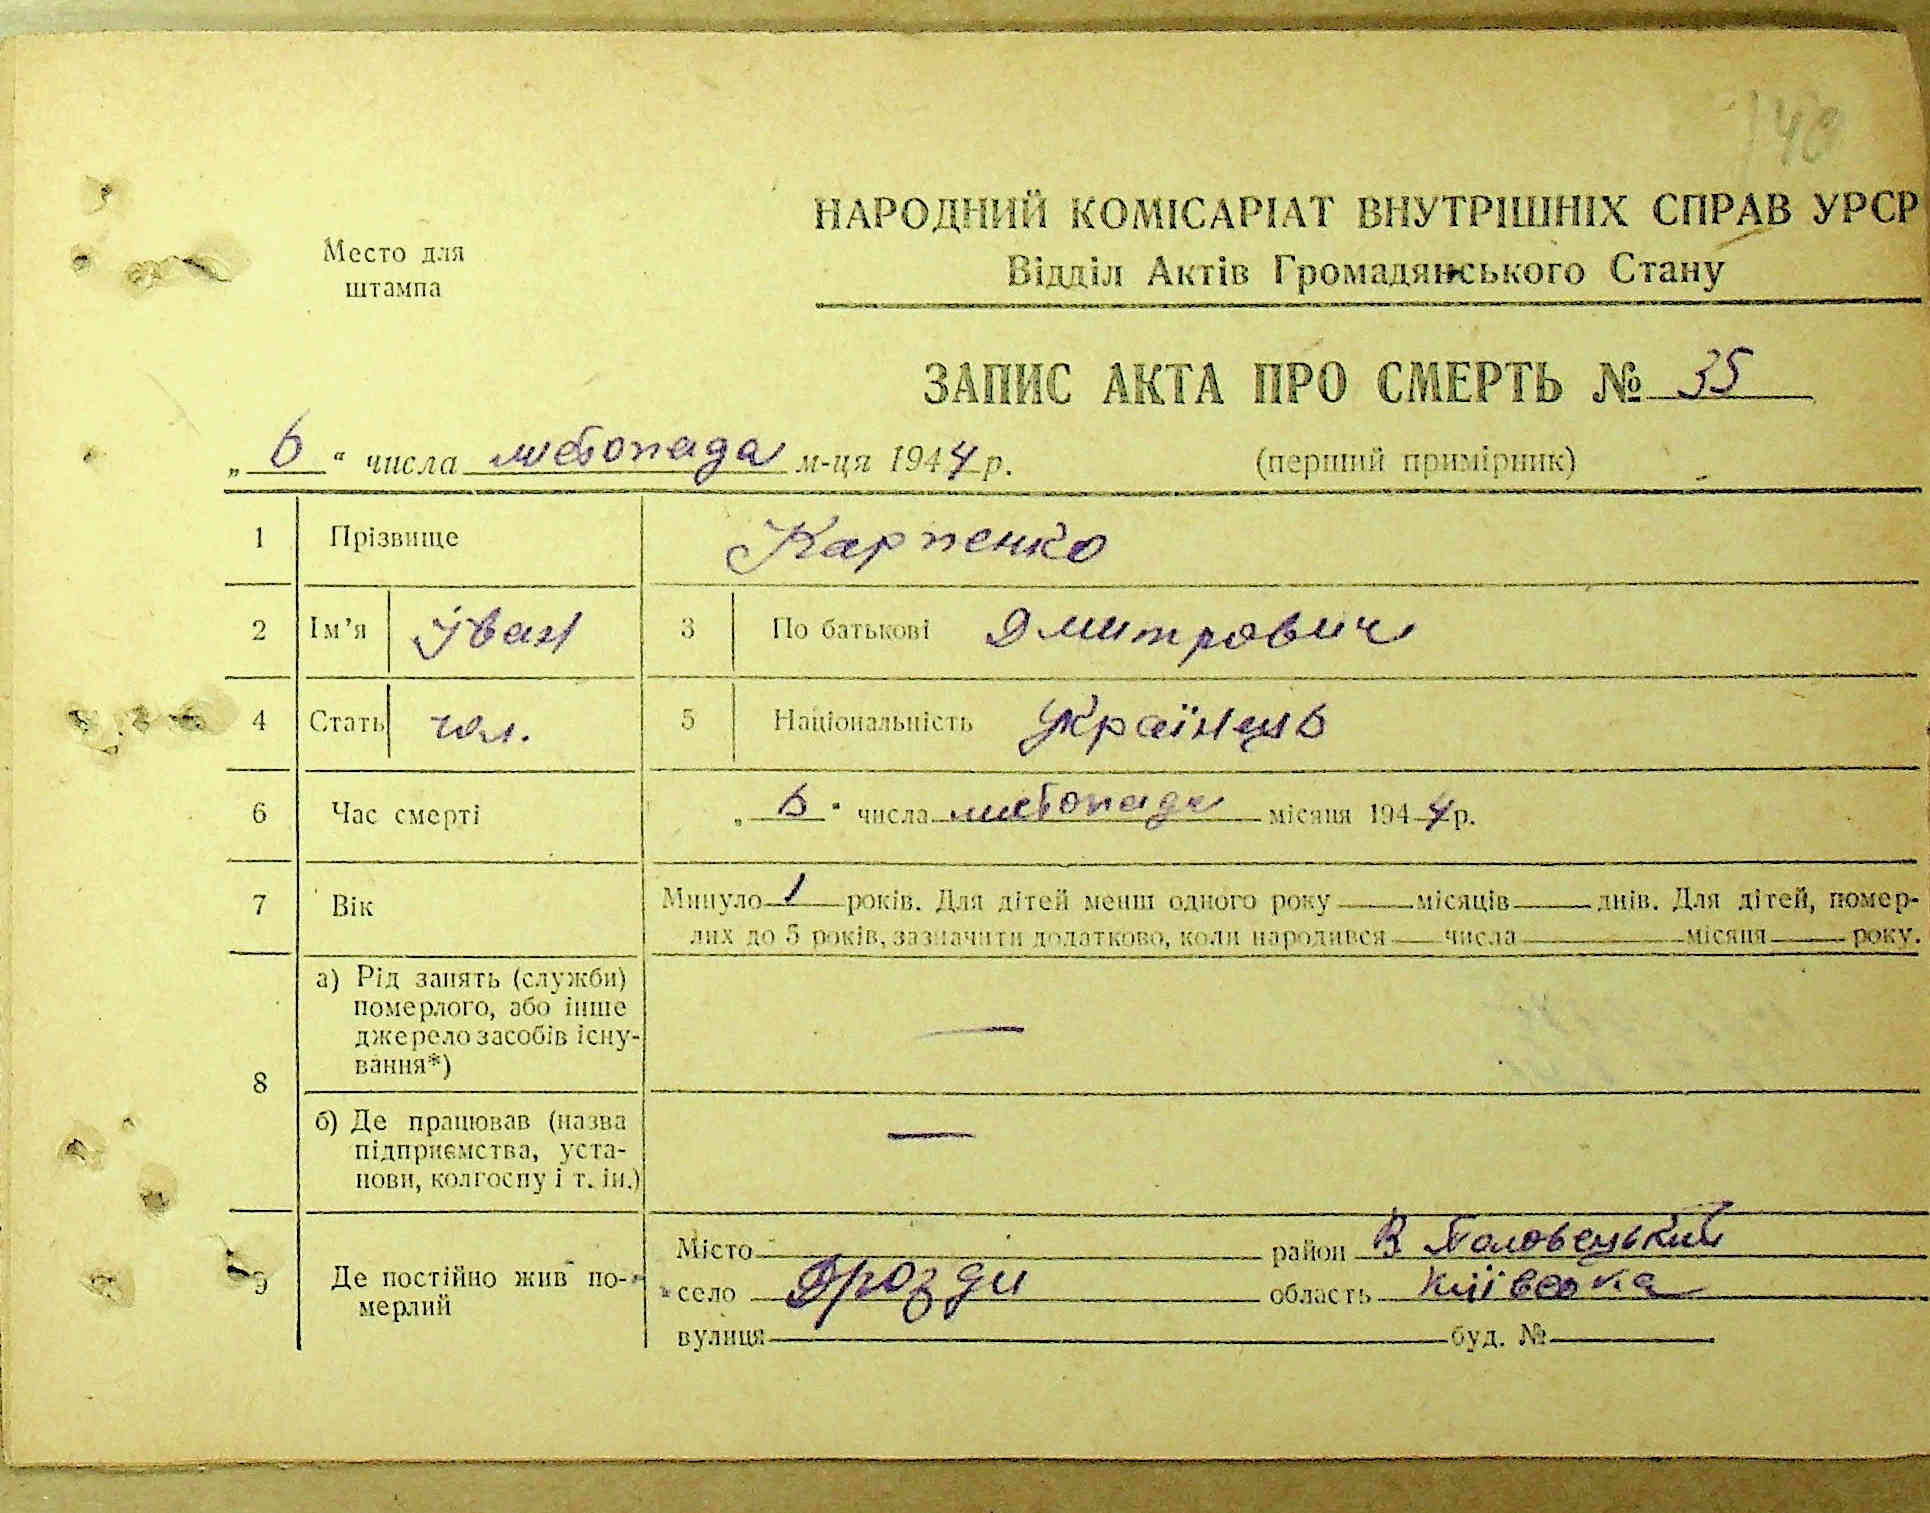 140
Место для
штампа
НАРОДНИЙ КОМІСАРІАТ ВНУТРІШНІХ СПРАВ УРСР
Відділ Актів Громадянського Стану
ЗАПИС АКТА ПРО СМЕРТЬ № 35
„ 6 “ числа листопада м-ця 1944 р. (перший примірник)
1 Прізвище Карпенко
2 Ім’я Іван 3 По батькові Дмитрович
4 Стать чол. 5 Національність Українець
6 Час смерті „ 6 “ числа листопада місяця 1944 р.
7 Вік Минуло 1 років. Для дітей менш одного року місяців днів. Для дітей, помер-
лих до 5 років, зазначити додатково, коли народився числа місяця року.
8 а) Рід занять (служби)
померлого, або інше
джерело засобів існу-
вання*) —
б) Де працював (назва
підприємства, уста-
нови, колгоспу і т. ін.) —
9 Де постійно жив по-
мерлий
Місто район В Половецький
село Дрозди область Київська
вулиця буд. №